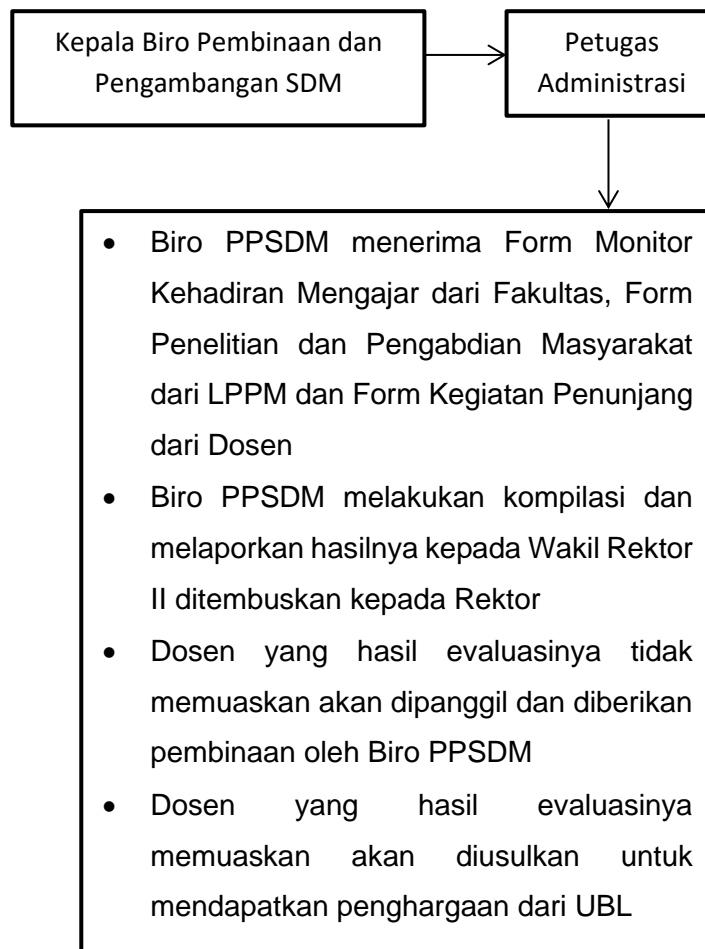 Kepala Biro Pembinaan dan
Pengambangan SDM
Petugas
Administrasi
• Biro PPSDM menerima Form Monitor
Kehadiran Mengajar dari Fakultas, Form
Penelitian dan Pengabdian Masyarakat
dari LPPM dan Form Kegiatan Penunjang
dari Dosen
• Biro PPSDM melakukan kompilasi dan
melaporkan hasilnya kepada Wakil Rektor
II ditembuskan kepada Rektor
• Dosen yang hasil evaluasinya tidak
memuaskan akan dipanggil dan diberikan
pembinaan oleh Biro PPSDM
• Dosen yang hasil evaluasinya
memuaskan akan diusulkan untuk
mendapatkan penghargaan dari UBL